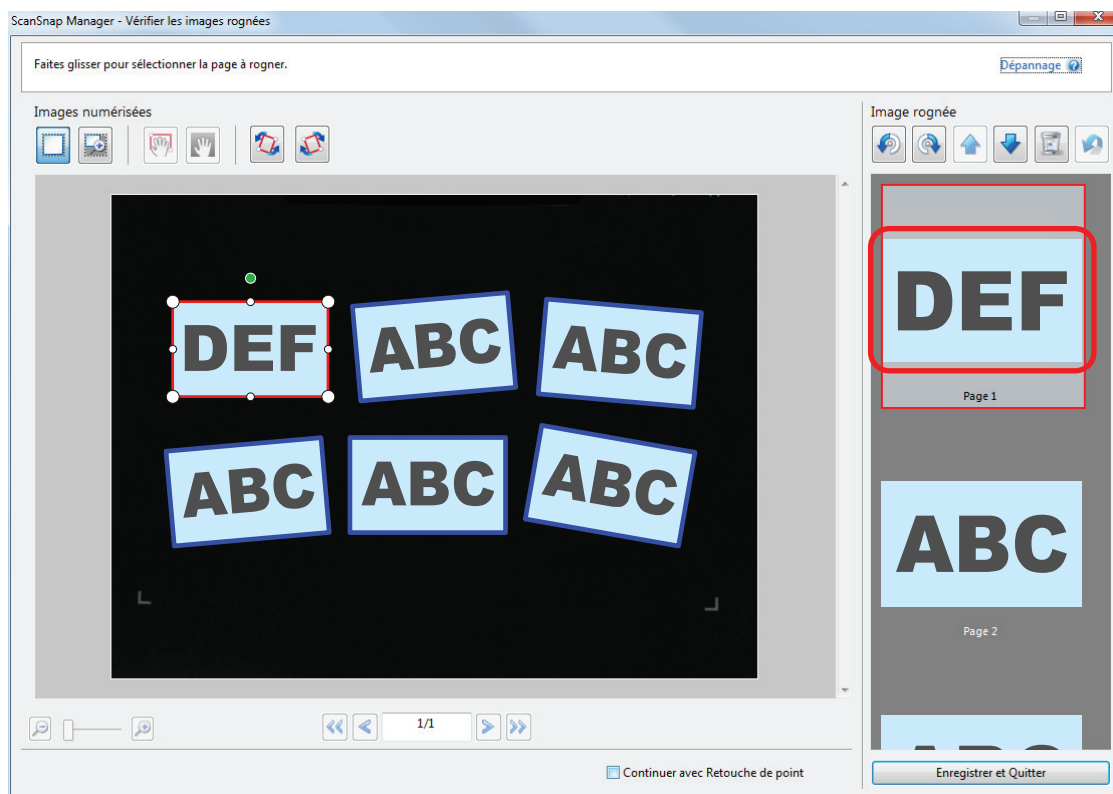 ScanSnap Manager - Vérifier les images rognées
Faites glisser pour sélectionner la page à rogner.
Dépannage
Images numérisées
Image rognée
DEF
ABC
ABC
ABC
ABC
ABC
DEF
Page 1
ABC
Page 2
ABC
1/1
Continuer avec Retouche de point
Enregistrer et Quitter